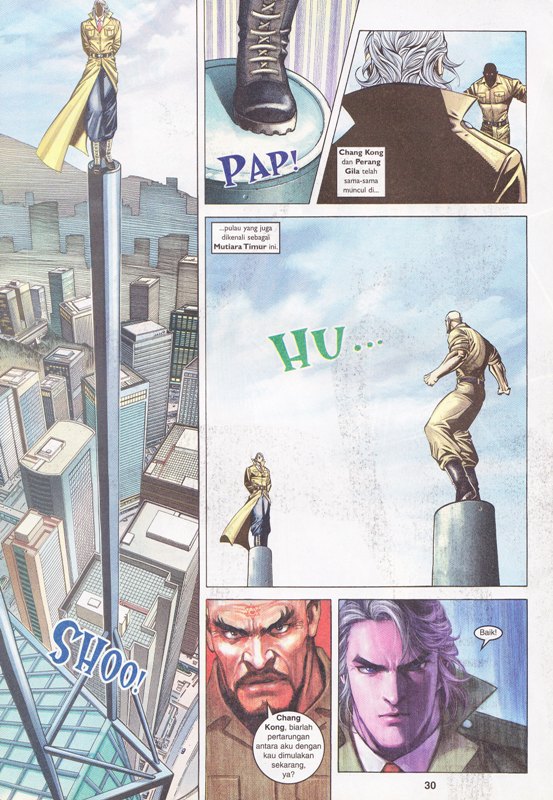 PAP!
Chang Kong
dan Perang
Gila telah
sama-sama
muncul di...
...pulau yang juga
dikenali sebagai
Mutiara Timur ini.
HU...
SHOO!
Chang
Kong, biarlah
pertarungan
antara aku dengan
kau dimulakan
sekarang,
ya?
Baik!
30